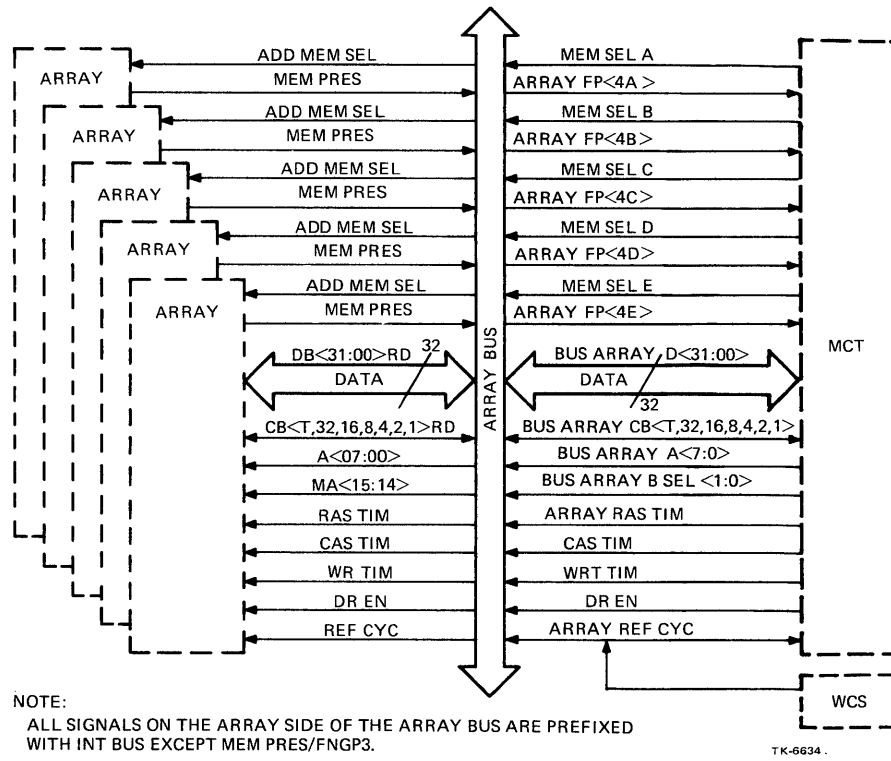 ADD MEM SEL MEM SEL A
ARRAY MEM PRES ARRAY FP<4A>
ADD MEM SEL MEM SEL B
ARRAY MEM PRES ARRAY FP<4B>
ADD MEM SEL MEM SEL C
ARRAY MEM PRES ARRAY FP<4C>
ADD MEM SEL MEM SEL D
ARRAY MEM PRES ARRAY FP<4D>
ADD MEM SEL MEM SEL E
ARRAY MEM PRES ARRAY FP<4E>
MCT
ARRAY BUS
DB<31:00>RD 32 BUS ARRAY D<31:00>
DATA DATA
32
CB<T,32,16,8,4,2,1>RD BUS ARRAY CB<T,32,16,8,4,2,1>
A<07:00> BUS ARRAY A<7:0>
MA<15:14> BUS ARRAY B SEL <1:0>
RAS TIM ARRAY RAS TIM
CAS TIM CAS TIM
WR TIM WRT TIM
DR EN DR EN
REF CYC ARRAY REF CYC
WCS
NOTE:
ALL SIGNALS ON THE ARRAY SIDE OF THE ARRAY BUS ARE PREFIXED
WITH INT BUS EXCEPT MEM PRES/FNGP3.
TK-6634.